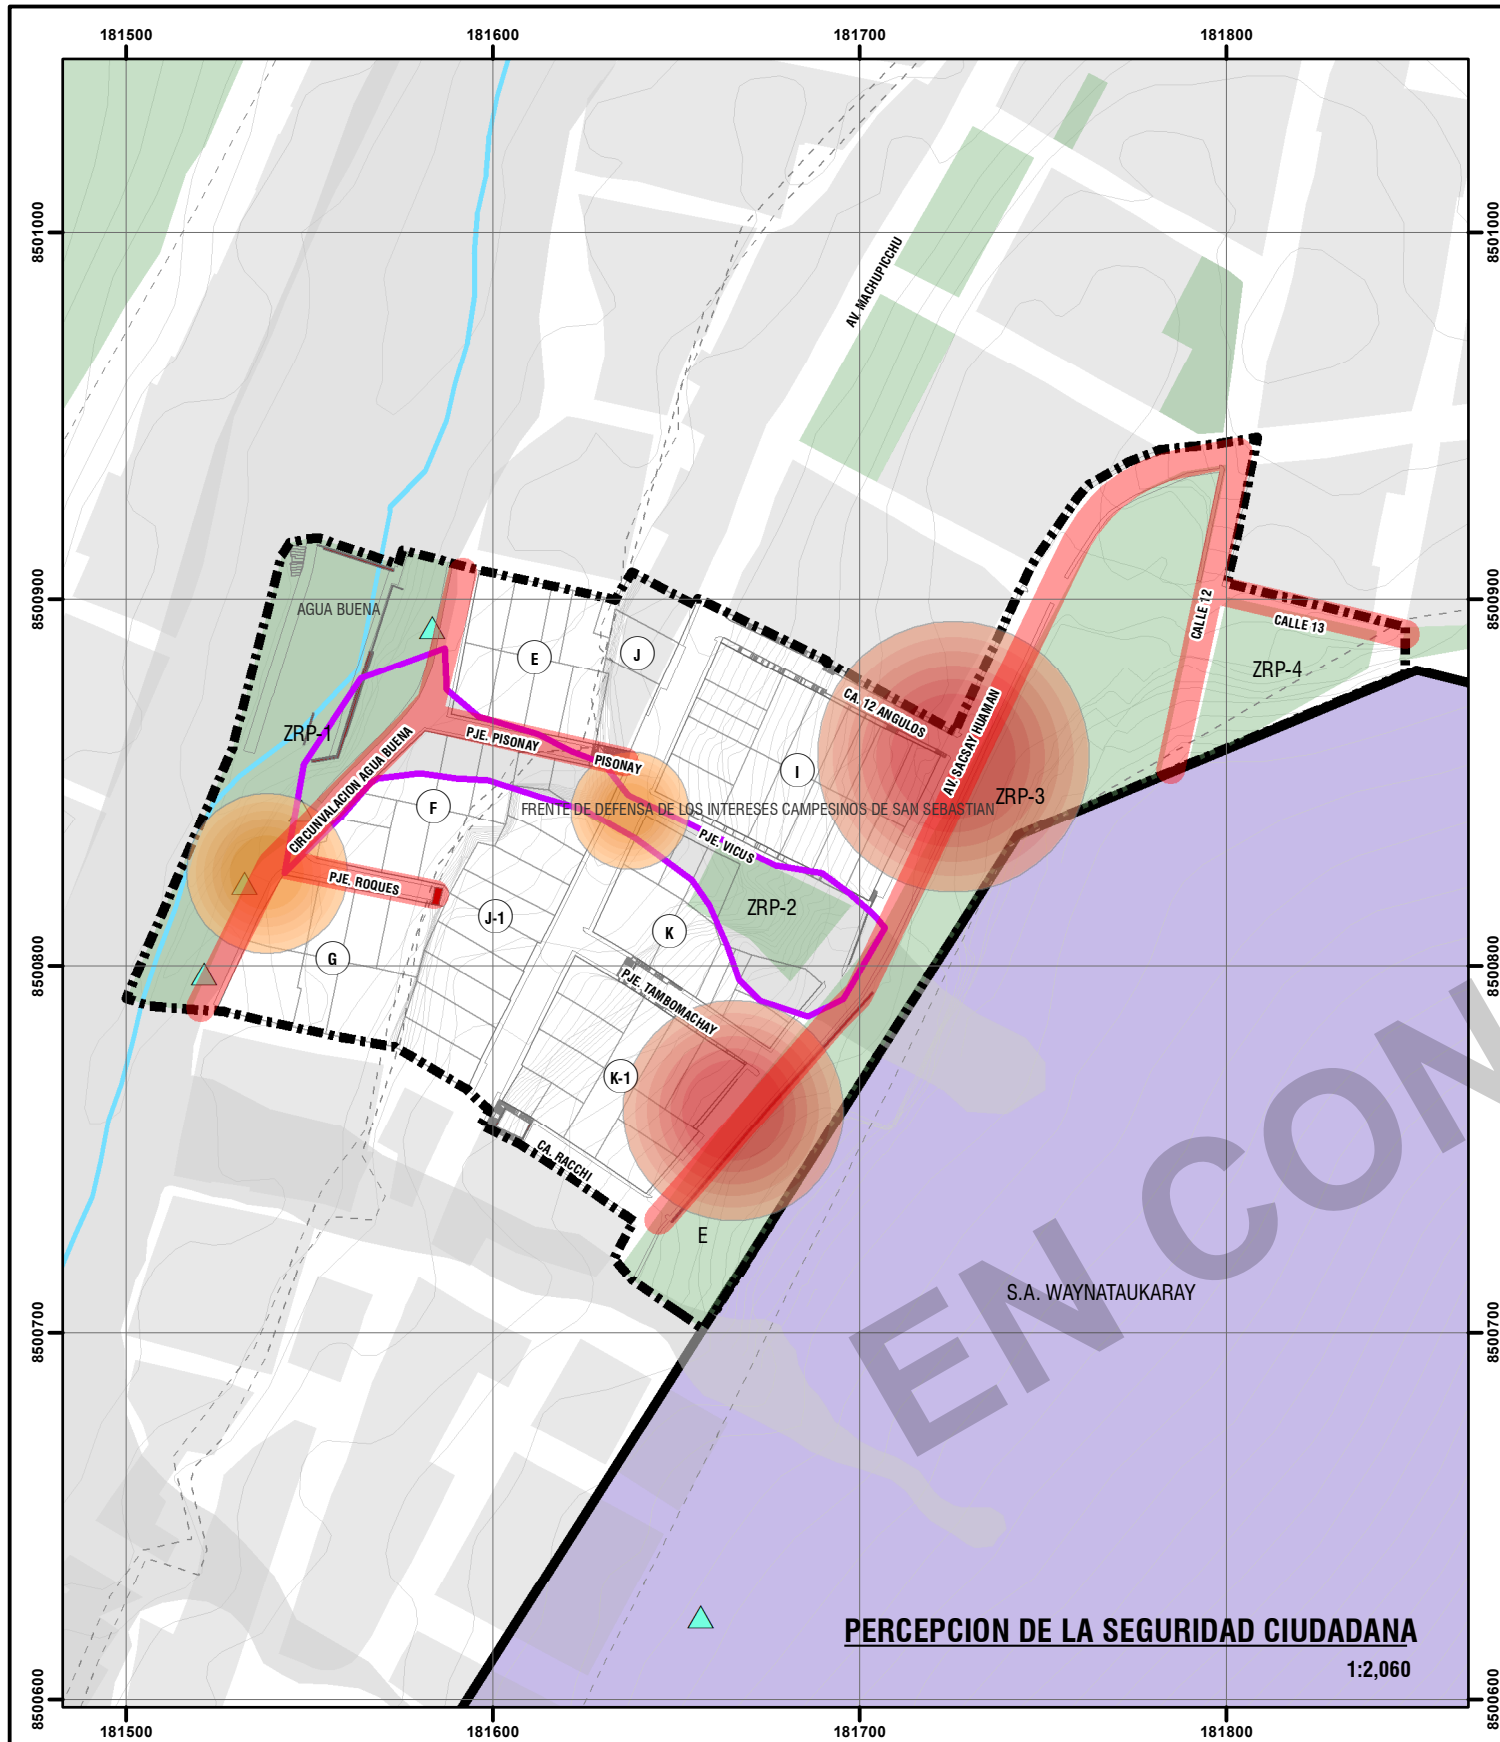 181500
181600
181700
181800
8501000
8501000
AV. MACHUPICCHU
8500900
8500900
AGUA BUENA
CALLE 12
CALLE 13
E
J
ZRP-4
CA. 12 ANGULOS
ZRP-1
PJE. PISONAY
PISONAY
AV. SACSAY HUAMAN
I
CIRCUNVALACION AGUA BUENA
ZRP-3
F
FRENTE DE DEFENSA DE LOS INTERESES CAMPESINOS DE SAN SEBASTIAN
PJE. VICUS
PJE. ROQUES
ZRP-2
J-1
K
G
8500800
8500800
PJE. TAMBOMACHAY
K-1
CA. RACCHI
E
EN CON
S.A. WAYNATAUKARAY
8500700
8500700
PERCEPCION DE LA SEGURIDAD CIUDADANA
1:2,060
8500600
8500600
181500
181600
181700
181800